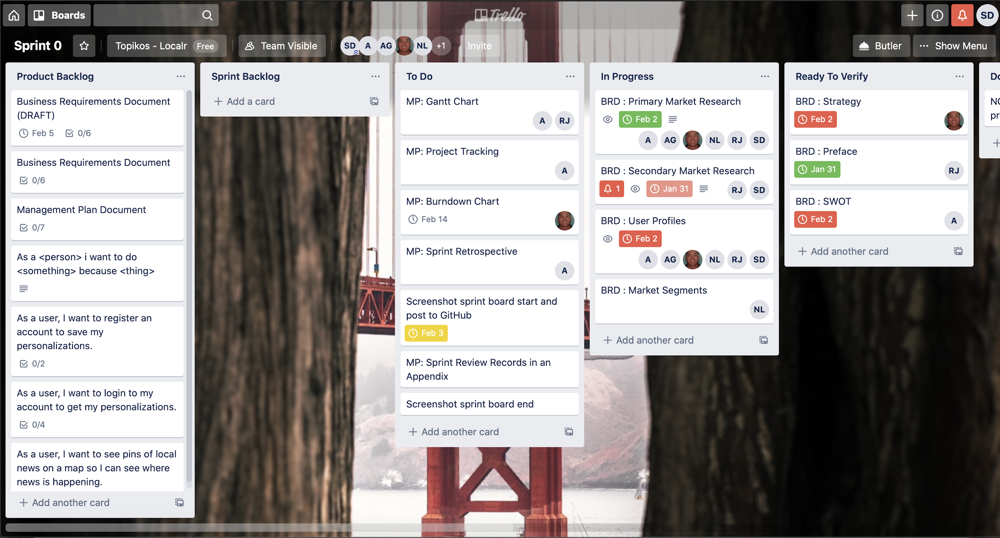 Boards
Trello
SD
Sprint 0
Topikos - Localr Free
Team Visible
SD A AG NL +1
Invite
Butler
Show Menu
Product Backlog
Business Requirements Document
(DRAFT)
Feb 5 0/6
Business Requirements Document
0/6
Management Plan Document
0/7
As a <person> i want to do
<something> because <thing>
As a user, I want to register an
account to save my
personalizations.
0/2
As a user, I want to login to my
account to get my personalizations.
0/4
As a user, I want to see pins of local
news on a map so I can see where
news is happening.
Add another card
Sprint Backlog
Add a card
To Do
MP: Gantt Chart
A RJ
MP: Project Tracking
A
MP: Burndown Chart
Feb 14
MP: Sprint Retrospective
A
Screenshot sprint board start and
post to GitHub
Feb 3
MP: Sprint Review Records in an
Appendix
Screenshot sprint board end
Add another card
In Progress
BRD : Primary Market Research
Feb 2
A AG NL RJ SD
BRD : Secondary Market Research
1 Jan 31 RJ SD
BRD : User Profiles
Feb 2
A AG NL RJ SD
BRD : Market Segments
NL
Add another card
Ready To Verify
BRD : Strategy
Feb 2
BRD : Preface
Jan 31 RJ
BRD : SWOT
Feb 2 A
Add another card